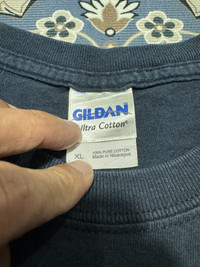 GILDAN
Ultra Cotton®
XL
100% PURE COTTON
Made in Nicaragua